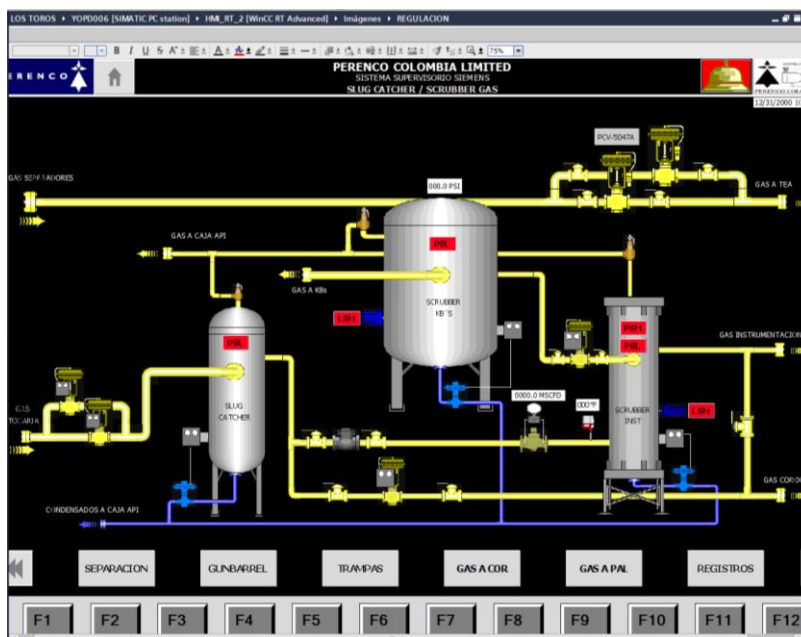 LOS TOROS ▸ YOPD006 [SIMATIC PC station] ▸ HMI_RT_2 [WinCC RT Advanced] ▸ Imágenes ▸ REGULACION
B I U S A A 75%
ERENCO
PERENCO COLOMBIA LIMITED
SISTEMA SUPERVISORIO SIEMENS
SLUG CATCHER / SCRUBBER GAS
12/31/2000 10
PCV-5047A
GAS SEPARADORES
000.0 PSI
GAS A TEA
GAS A CAJA API
PSL
GAS A KBs
SCRUBBER
KB'S
LSH
PSH
PSL
GAS INSTRUMENTACION
PSL
0000.0 MSCFD
000°F
SLUG
CATCHER
GAS
SCRUBBER
INST
LSH
CONDENSADOS A CAJA API
SEPARACION
GUNBARREL
TRAMPAS
GAS A COR
GAS A PAL
REGISTROS
F1
F2
F3
F4
F5
F6
F7
F8
F9
F10
F11
F12